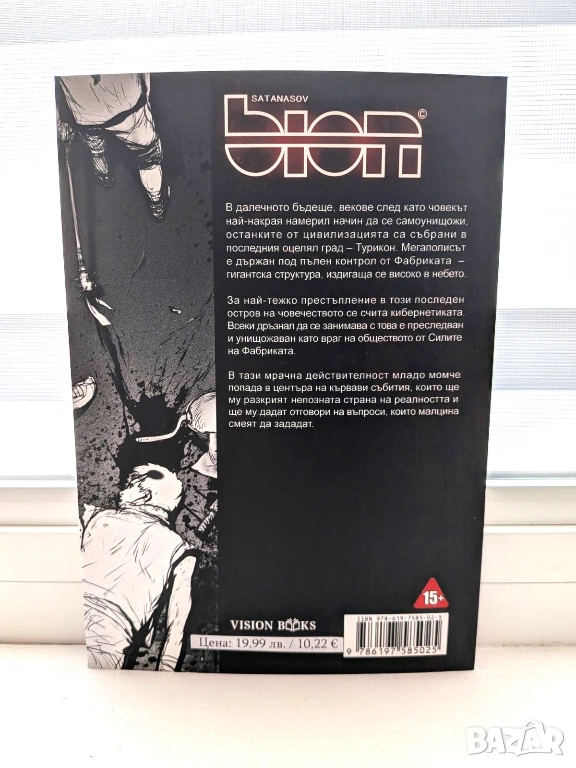 SATANASOV
bion©
В далечното бъдеще, векове след като човекът
най-накрая намерил начин да се самоунищожи,
останките от цивилизацията са събрани в
последния оцелял град – Турикон. Мегаполисът
е държан под пълен контрол от Фабриката –
гигантска структура, издигаща се високо в небето.
За най-тежко престъпление в този последен
остров на човечеството се счита кибернетиката.
Всеки дръзнал да се занимава с това е преследван
и унищожаван като враг на обществото от Силите
на Фабриката.
В тази мрачна действителност младо момче
попада в центъра на кървави събития, които ще
му разкрият непозната страна на реалността и
ще му дадат отговори на въпроси, които малцина
смеят да зададат.
15+
VISION BOOKS
Цена: 19,99 лв. / 10,22 €
ISBN 978-619-7585-02-5
9 786197 585025
БАZАР